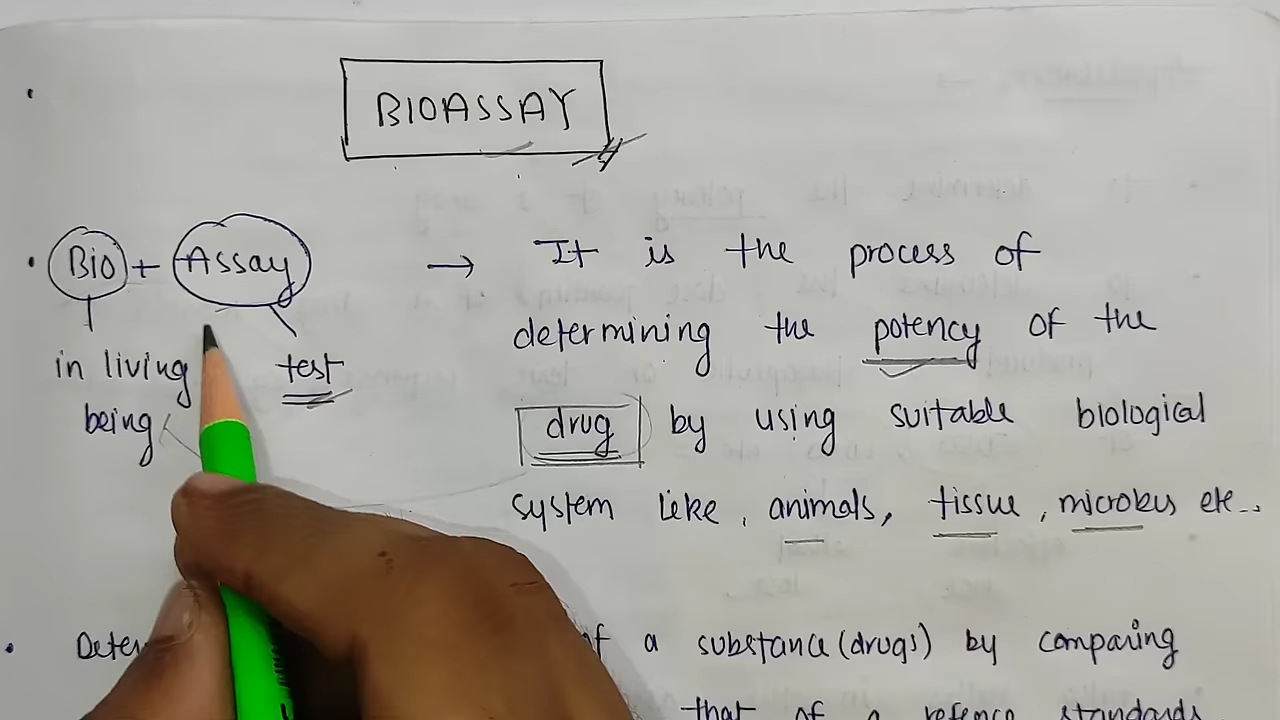 BIOASSAY
Bio + Assay → It is the process of
in living being
test
determining the potency of the
drug by using suitable biological
system like, animals, tissue, microbes etc..
of a substance (drugs) by comparing
that of a refence standards